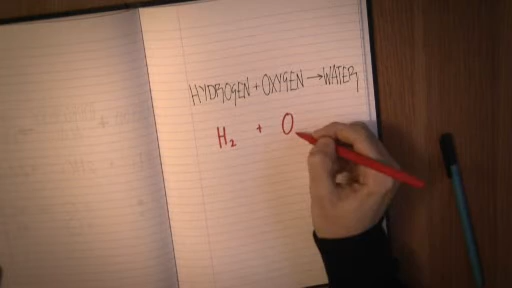 HYDROGEN + OXYGEN → WATER
H₂ + O